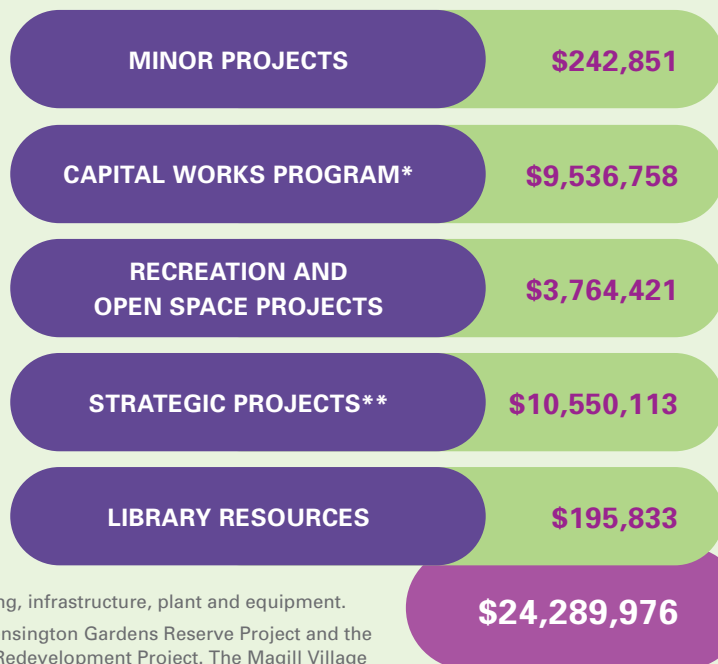 MINOR PROJECTS $242,851
CAPITAL WORKS PROGRAM* $9,536,758
RECREATION AND
OPEN SPACE PROJECTS $3,764,421
STRATEGIC PROJECTS** $10,550,113
LIBRARY RESOURCES $195,833
infrastructure, plant and equipment.
Gardens Reserve Project and the
Redevelopment Project. The Magill Village
$24,289,976